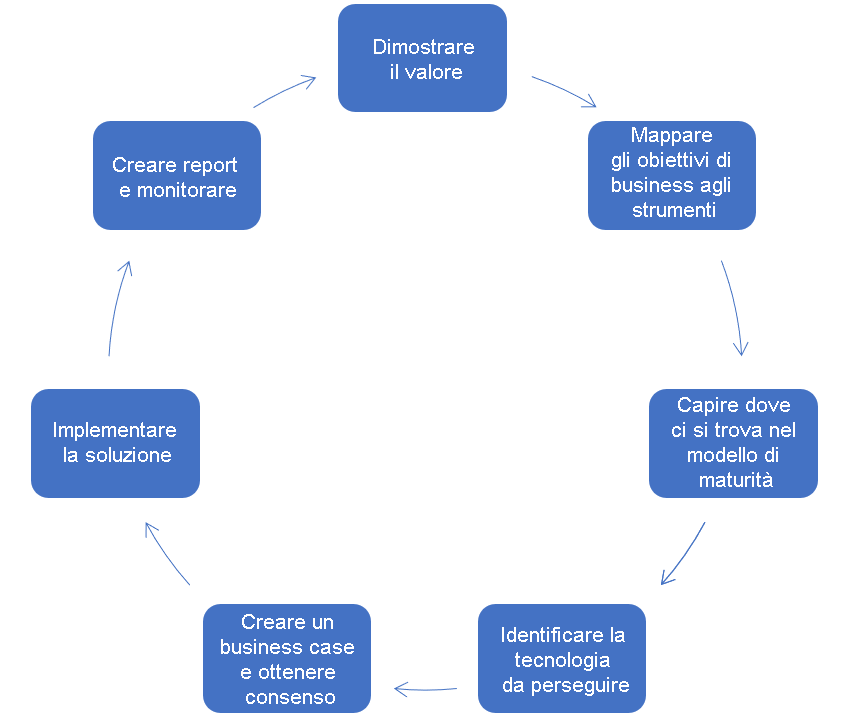 Dimostrare
il valore
Mappare
gli obiettivi di
business agli
strumenti
Capire dove
ci si trova nel
modello di
maturità
Identificare la
tecnologia
da perseguire
Creare un
business case
e ottenere
consenso
Implementare
la soluzione
Creare report
e monitorare